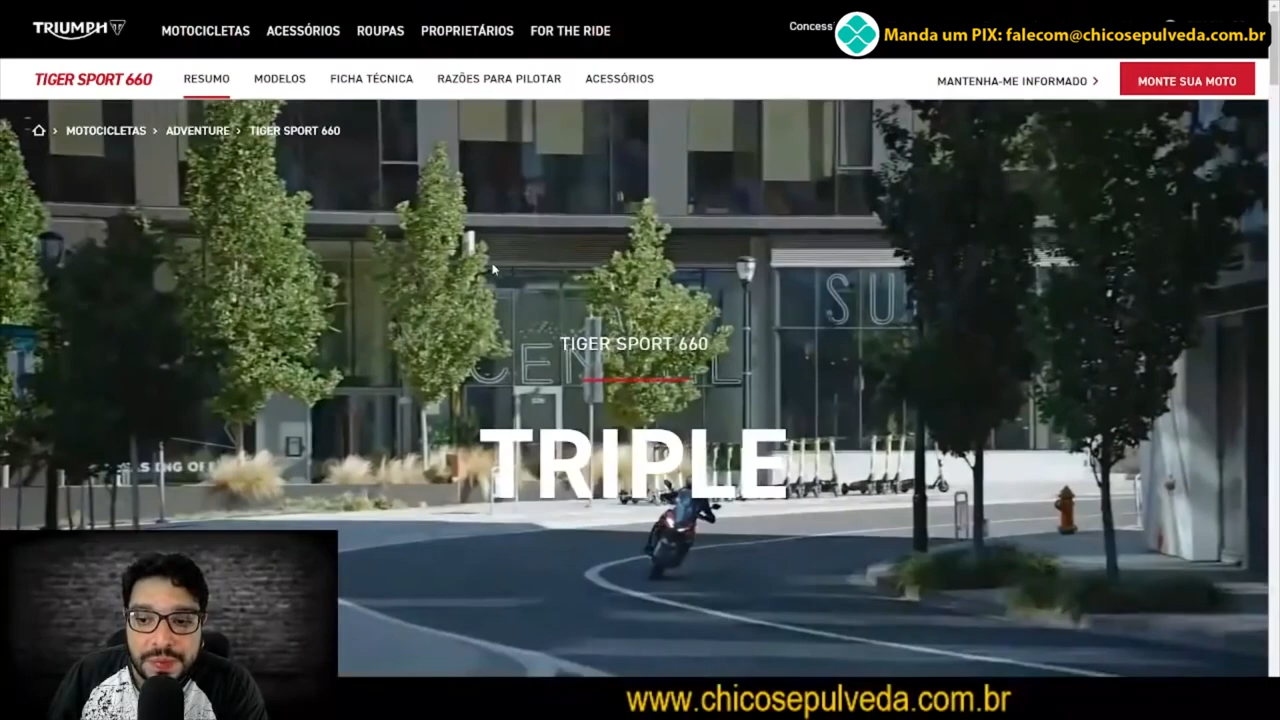 TRIUMPH
MOTOCICLETAS ACESSÓRIOS ROUPAS PROPRIETÁRIOS FOR THE RIDE
Concess
Manda um PIX: falecom@chicosepulveda.com.br
TIGER SPORT 660
RESUMO MODELOS FICHA TÉCNICA RAZÕES PARA PILOTAR ACESSÓRIOS
MANTENHA-ME INFORMADO >
MONTE SUA MOTO
> MOTOCICLETAS > ADVENTURE > TIGER SPORT 660
SU
TIGER SPORT 660
TRIPLE
www.chicosepulveda.com.br